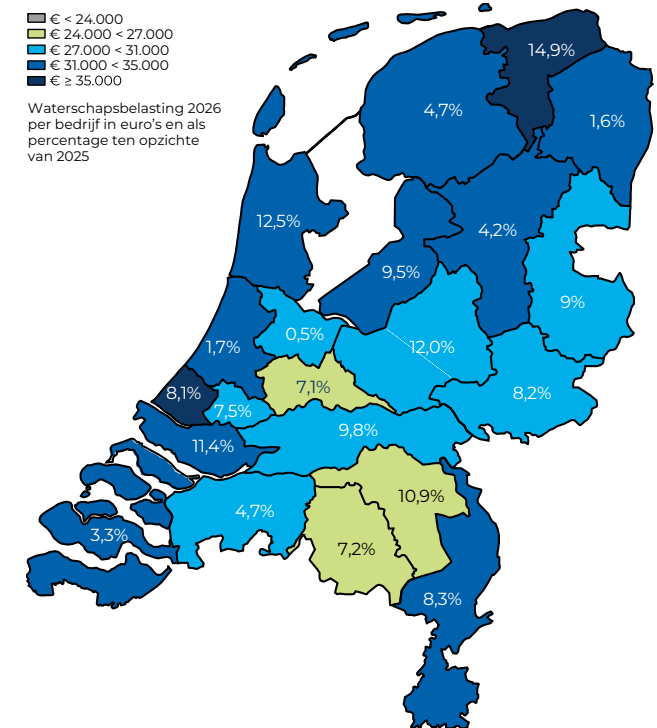 € < 24.000
€ 24.000 < 27.000
€ 27.000 < 31.000
€ 31.000 < 35.000
€ ≥ 35.000
Waterschapsbelasting 2026
per bedrijf in euro's en als
percentage ten opzichte
van 2025
14,9%
4,7%
1,6%
12,5%
4,2%
9,5%
9%
0,5%
1,7%
12,0%
7,1%
8,1%
8,2%
7,5%
9,8%
11,4%
10,9%
4,7%
3,3%
7,2%
8,3%